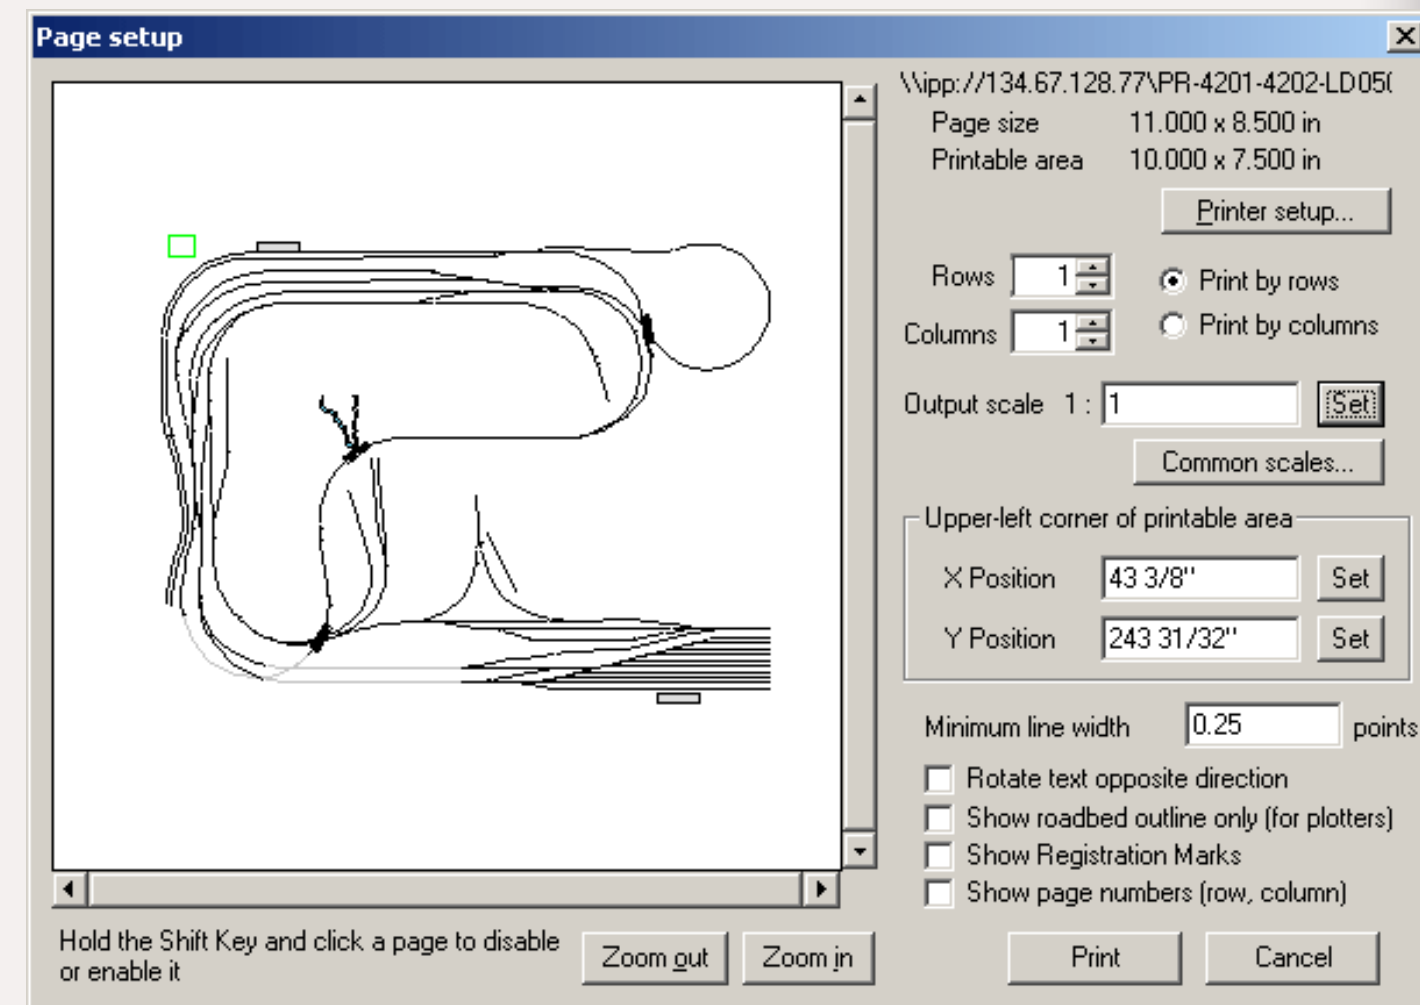 Page setup
\\ipp://134.67.128.77\PR-4201-4202-LD05(
Page size 11.000 x 8.500 in
Printable area 10.000 x 7.500 in
Printer setup...
Rows 1 Print by rows
Columns 1 Print by columns
Output scale 1 : 1 Set
Common scales...
Upper-left corner of printable area
X Position 43 3/8" Set
Y Position 243 31/32" Set
Minimum line width 0.25 points
Rotate text opposite direction
Show roadbed outline only (for plotters)
Show Registration Marks
Show page numbers (row, column)
Hold the Shift Key and click a page to disable
or enable it
Zoom out Zoom in Print Cancel